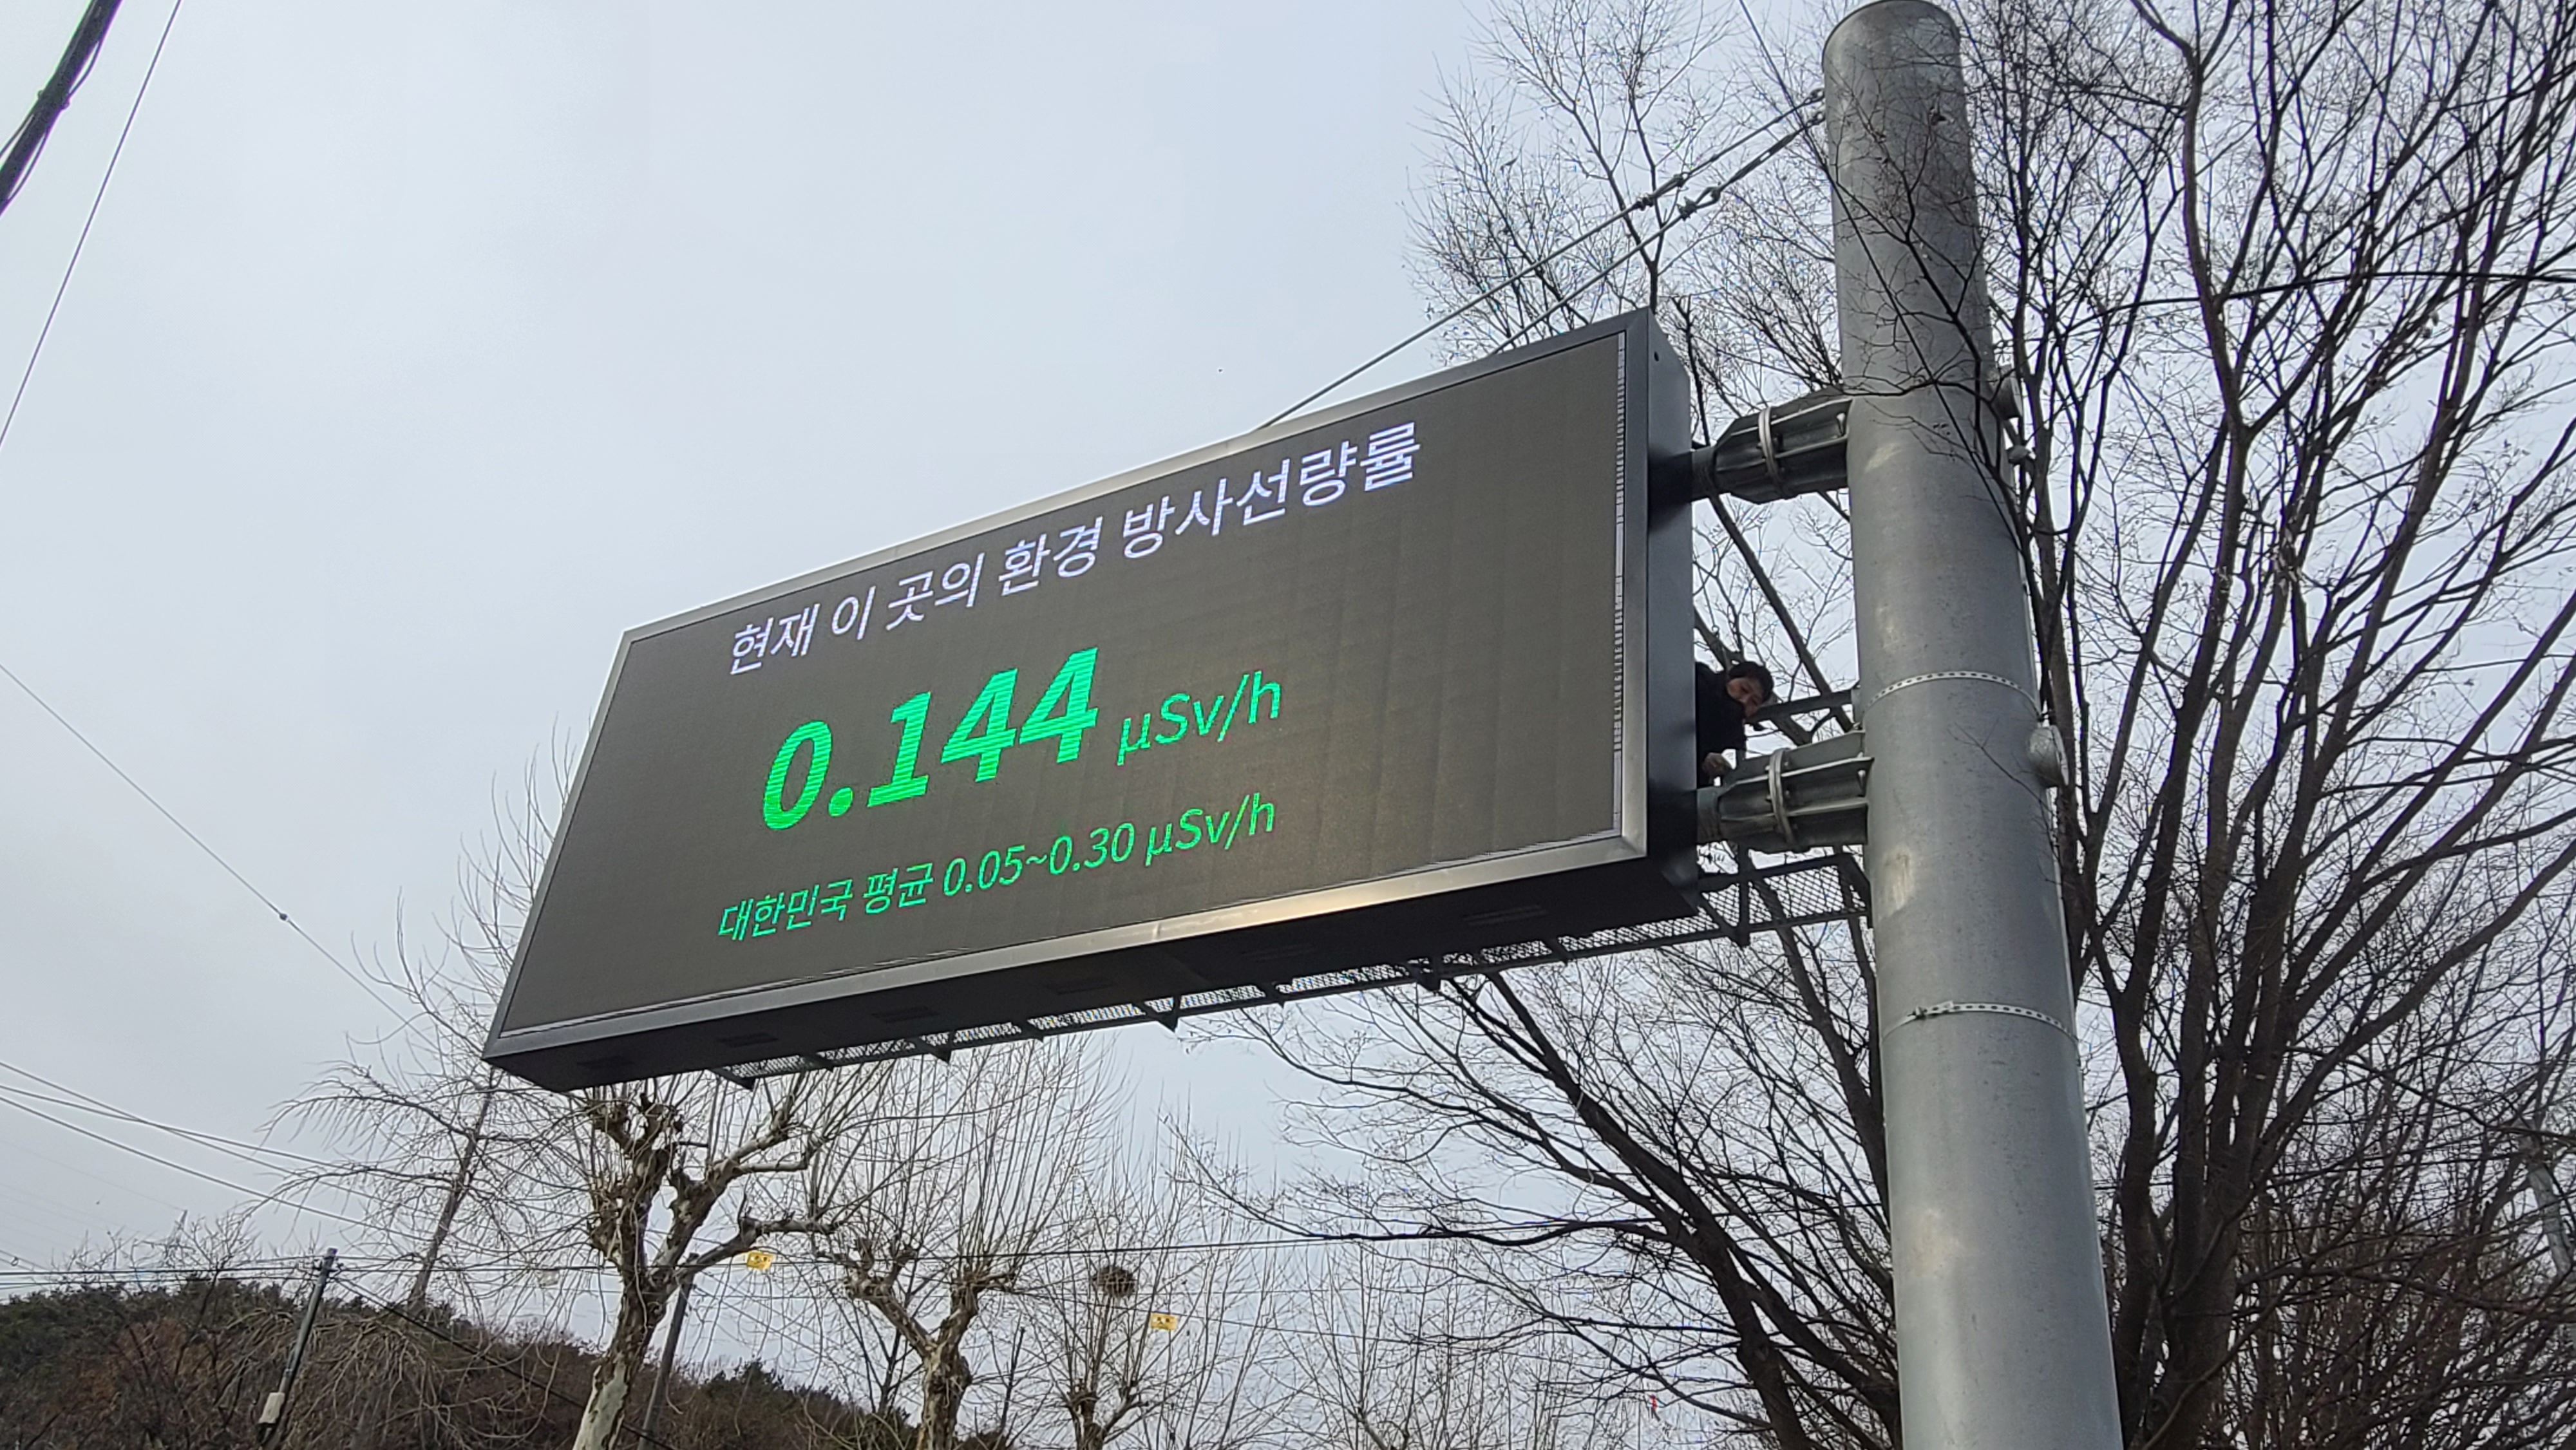 현재 이 곳의 환경 방사선량률
0.144 μSv/h
대한민국 평균 0.05~0.30 μSv/h